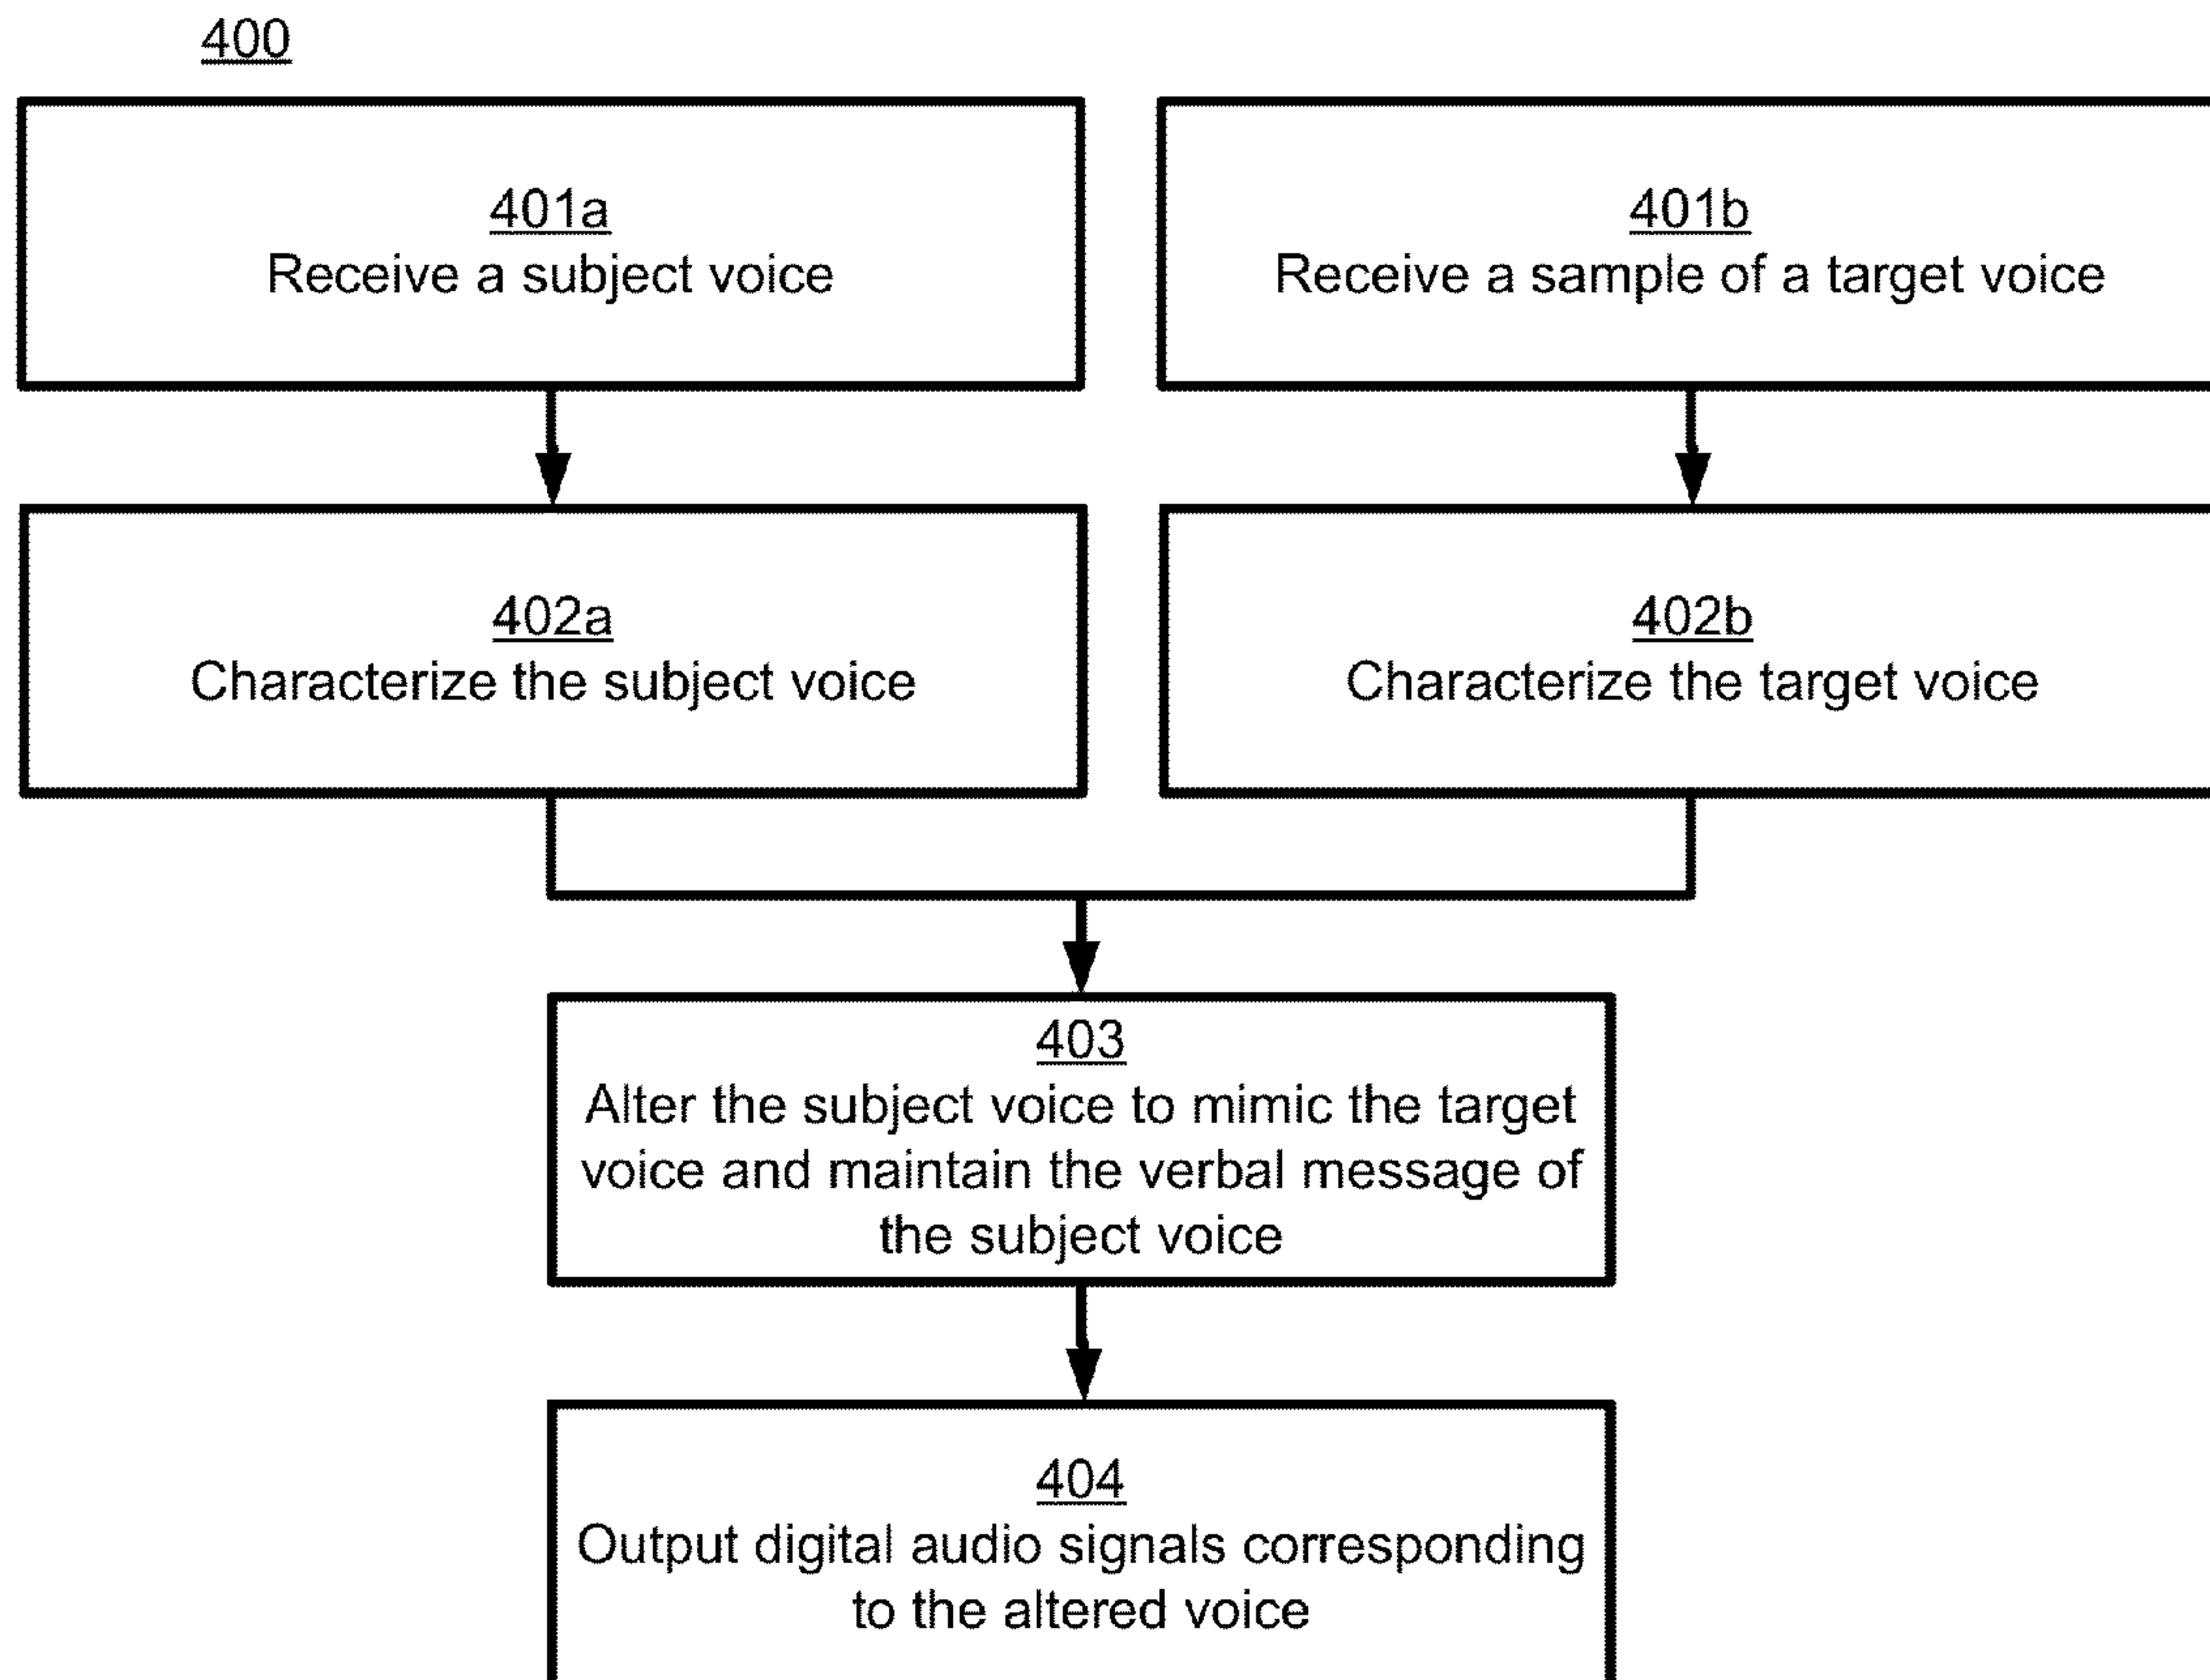 400
401a
Receive a subject voice
401b
Receive a sample of a target voice
402a
Characterize the subject voice
402b
Characterize the target voice
403
Alter the subject voice to mimic the target
voice and maintain the verbal message of
the subject voice
404
Output digital audio signals corresponding
to the altered voice